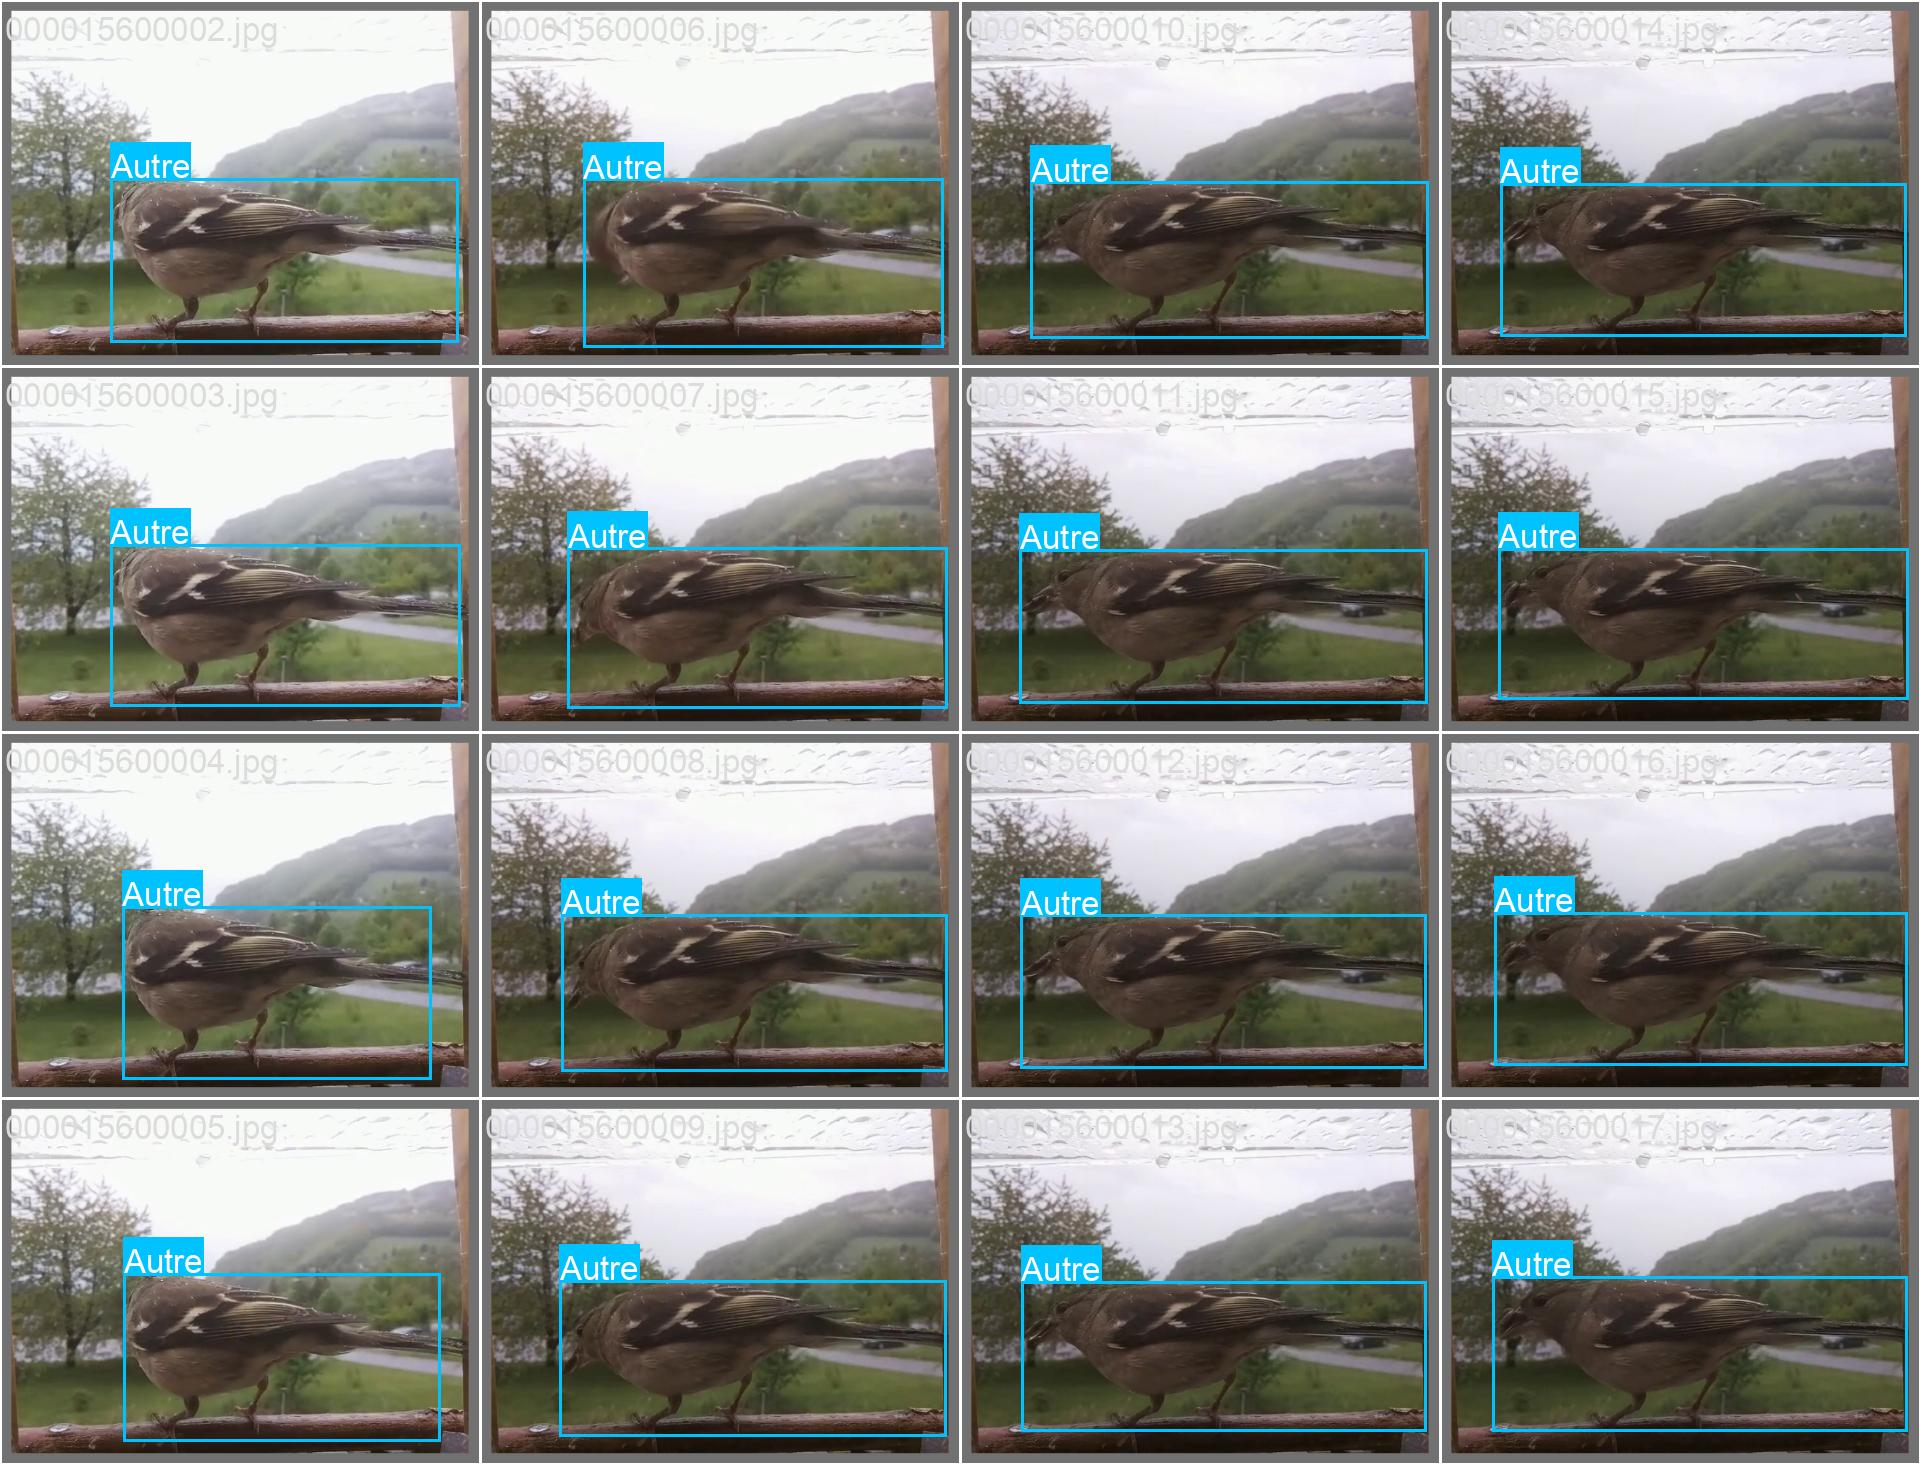 000015600002.jpg
Autre
000015600006.jpg
Autre
000015600010.jpg
Autre
000015600014.jpg
Autre
000015600003.jpg
Autre
000015600007.jpg
Autre
000015600011.jpg
Autre
000015600015.jpg
Autre
000015600004.jpg
Autre
000015600008.jpg
Autre
000015600012.jpg
Autre
000015600016.jpg
Autre
000015600005.jpg
Autre
000015600009.jpg
Autre
000015600013.jpg
Autre
000015600017.jpg
Autre